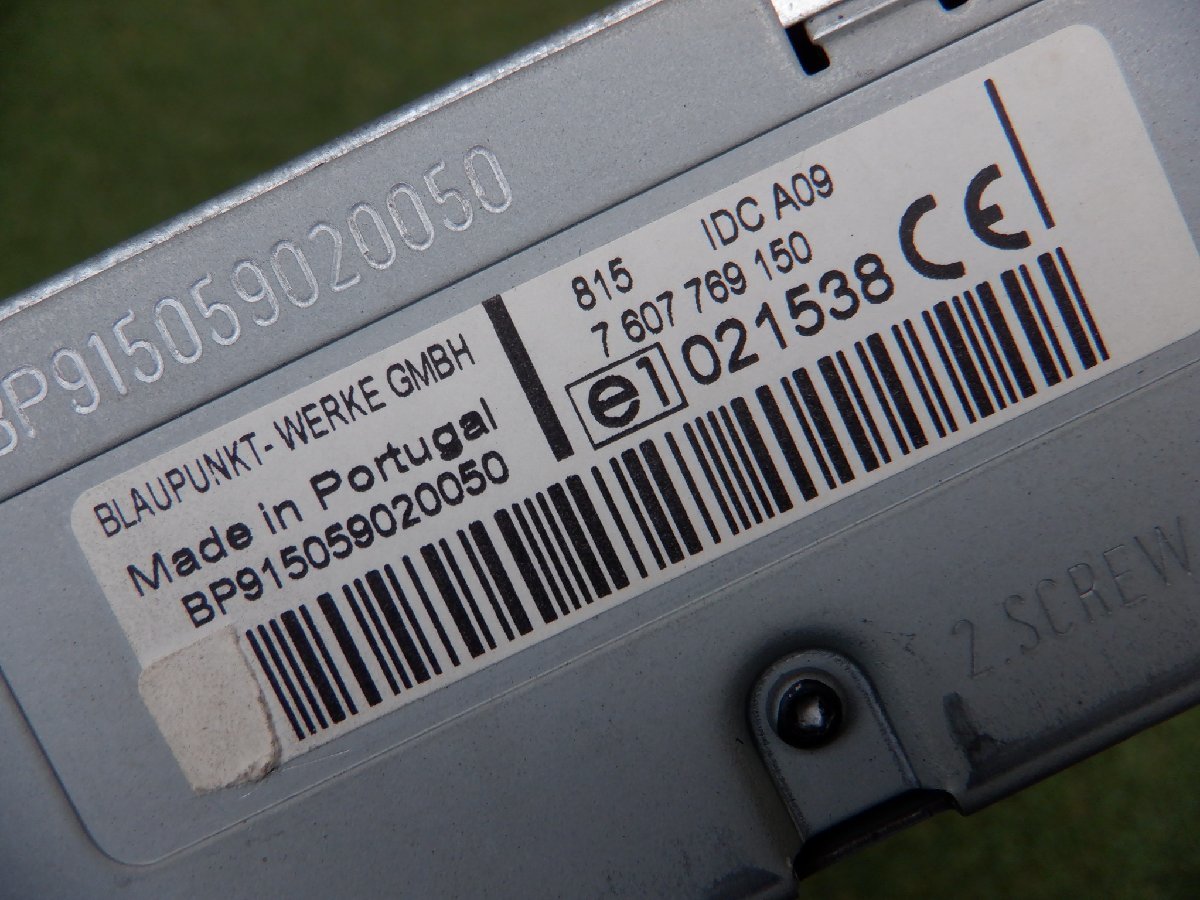 BP915059020050
BLAUPUNKT-WERKE GMBH
Made in Portugal
BP915059020050
815 IDC A09
7 607 769 150
e1 021538 CE
2.SCREW